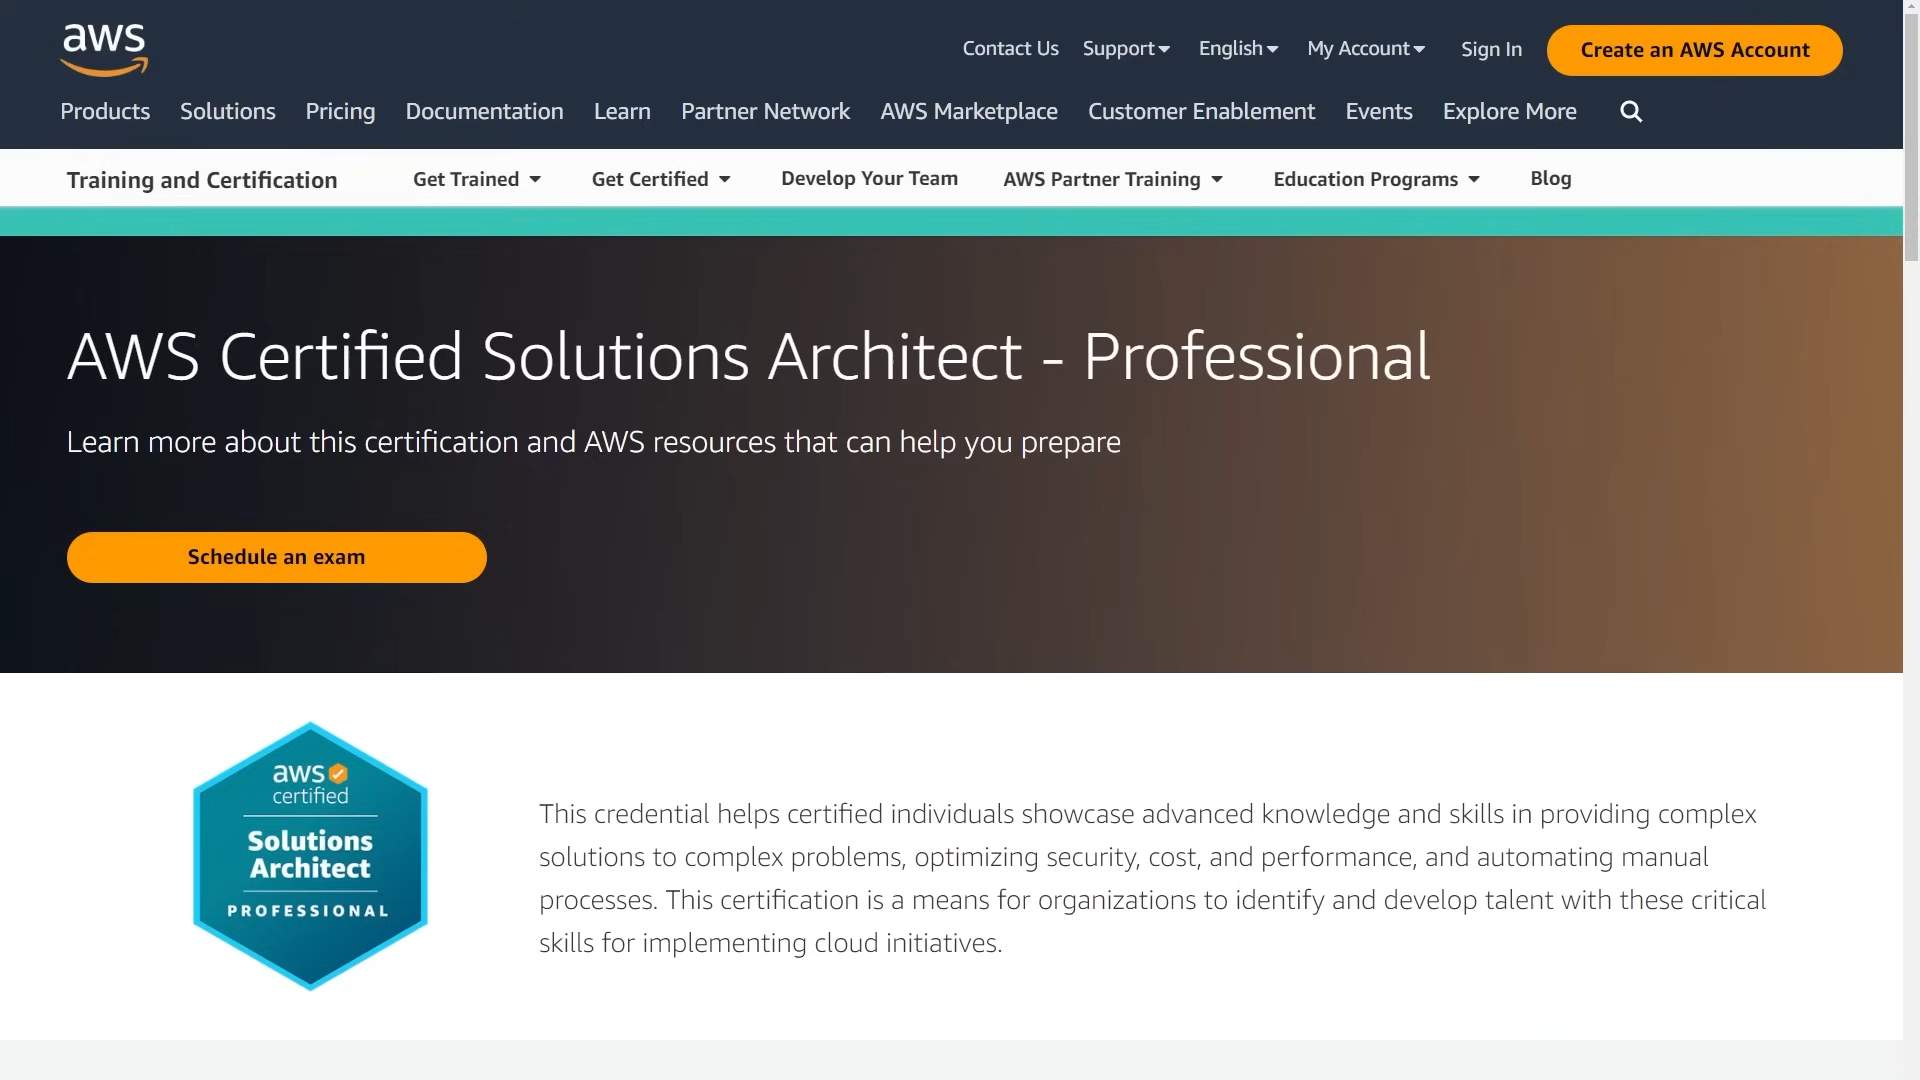 aws
Contact Us Support English My Account Sign In Create an AWS Account
Products Solutions Pricing Documentation Learn Partner Network AWS Marketplace Customer Enablement Events Explore More
Training and Certification Get Trained Get Certified Develop Your Team AWS Partner Training Education Programs Blog
AWS Certified Solutions Architect - Professional
Learn more about this certification and AWS resources that can help you prepare
Schedule an exam
aws
certified
Solutions
Architect
PROFESSIONAL
This credential helps certified individuals showcase advanced knowledge and skills in providing complex
solutions to complex problems, optimizing security, cost, and performance, and automating manual
processes. This certification is a means for organizations to identify and develop talent with these critical
skills for implementing cloud initiatives.